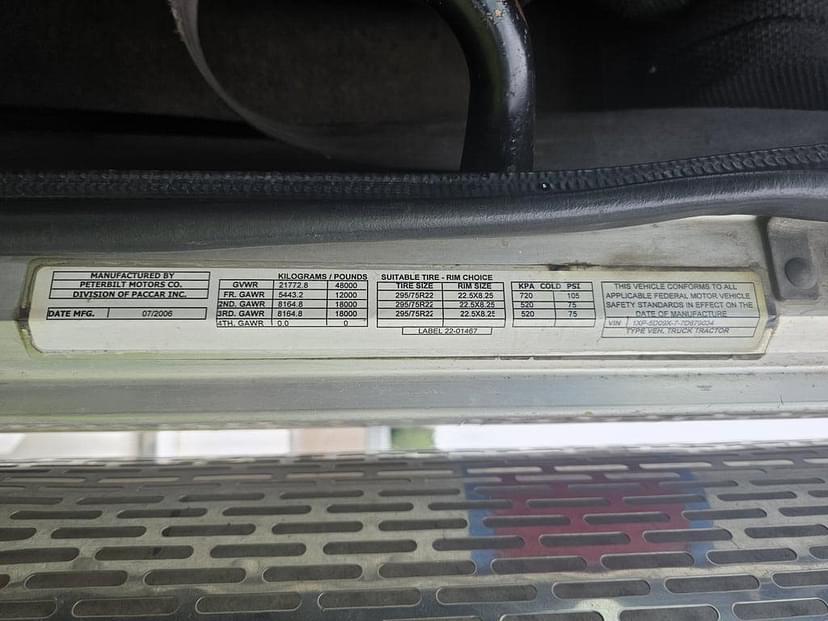 MANUFACTURED BY
PETERBILT MOTORS CO.
DIVISION OF PACCAR INC.
DATE MFG. 07/2006
KILOGRAMS / POUNDS
GVWR 21772.8 48000
FR. GAWR 5443.2 12000
2ND. GAWR 8164.8 18000
3RD. GAWR 8164.8 18000
4TH. GAWR 0.0 0
SUITABLE TIRE - RIM CHOICE
TIRE SIZE RIM SIZE
295/75R22 22.5X8.25
295/75R22 22.5X8.25
295/75R22 22.5X8.25
LABEL 22-01467
KPA COLD PSI
720 105
520 75
520 75
THIS VEHICLE CONFORMS TO ALL
APPLICABLE FEDERAL MOTOR VEHICLE
SAFETY STANDARDS IN EFFECT ON THE
DATE OF MANUFACTURE
VIN
TYPE VEH. TRUCK TRACTOR